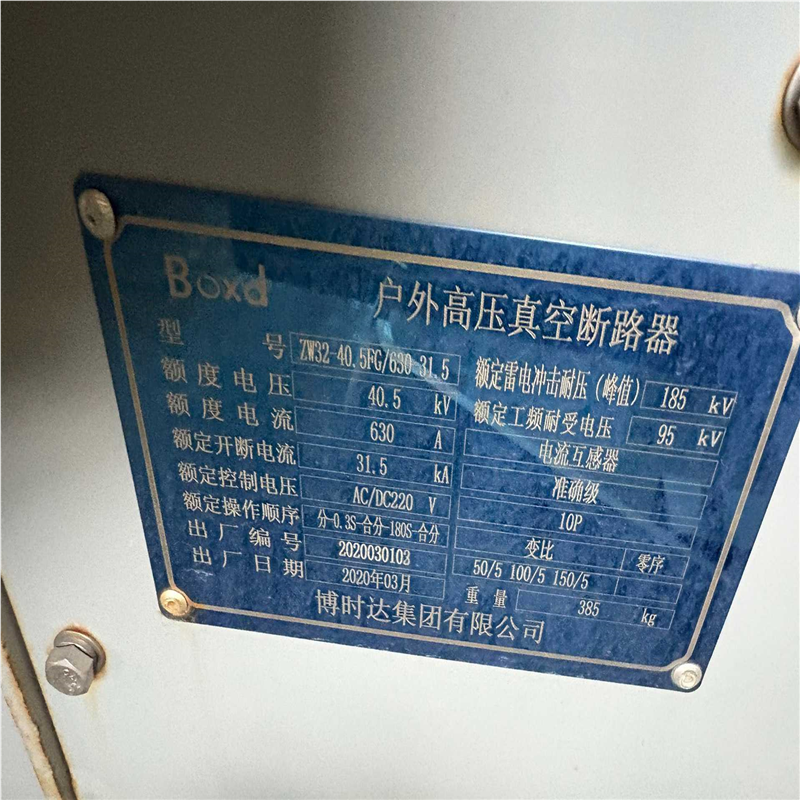 Boxd
户外高压真空断路器
型号 ZW32-40.5FG/630-31.5
额度电压 40.5 kV
额度电流 630 A
额定开断电流 31.5 kA
额定控制电压 AC/DC220 V
额定操作顺序 分-0.3S-合分-180S-合分
出厂编号 2020030103
出厂日期 2020年03月
额定雷电冲击耐压(峰值) 185 kV
额定工频耐受电压 95 kV
电流互感器
准确级
10P
变比 零序
50/5 100/5 150/5
重量 385 kg
博时达集团有限公司